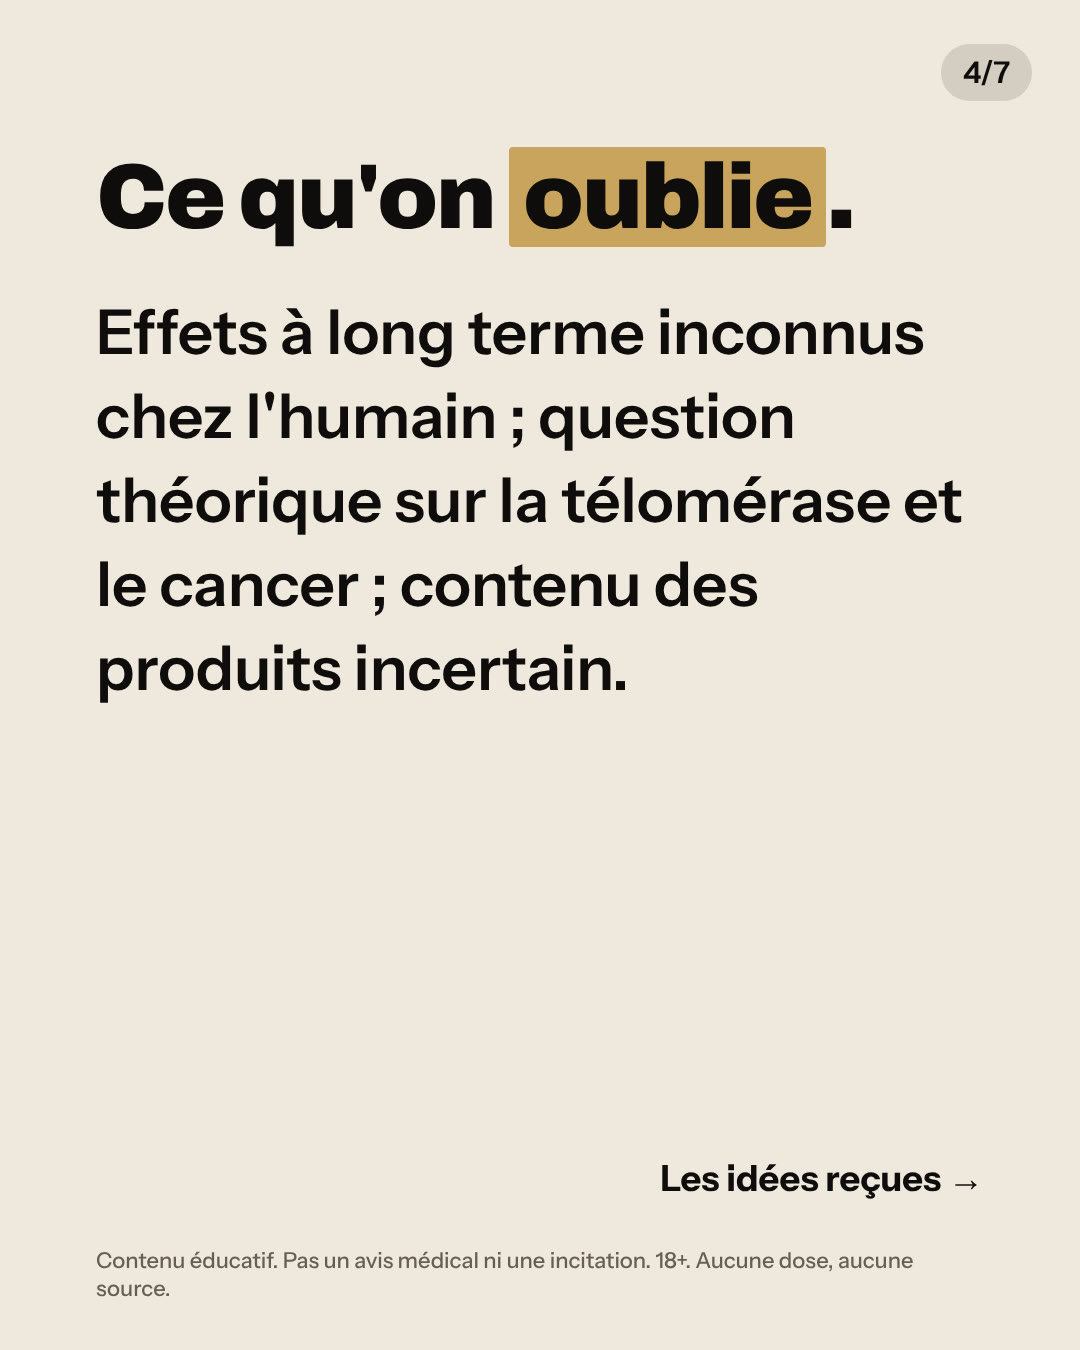 4/7
Ce qu'on oublie.
Effets à long terme inconnus
chez l'humain ; question
théorique sur la télomérase et
le cancer ; contenu des
produits incertain.
Les idées reçues →
Contenu éducatif. Pas un avis médical ni une incitation. 18+. Aucune dose, aucune
source.